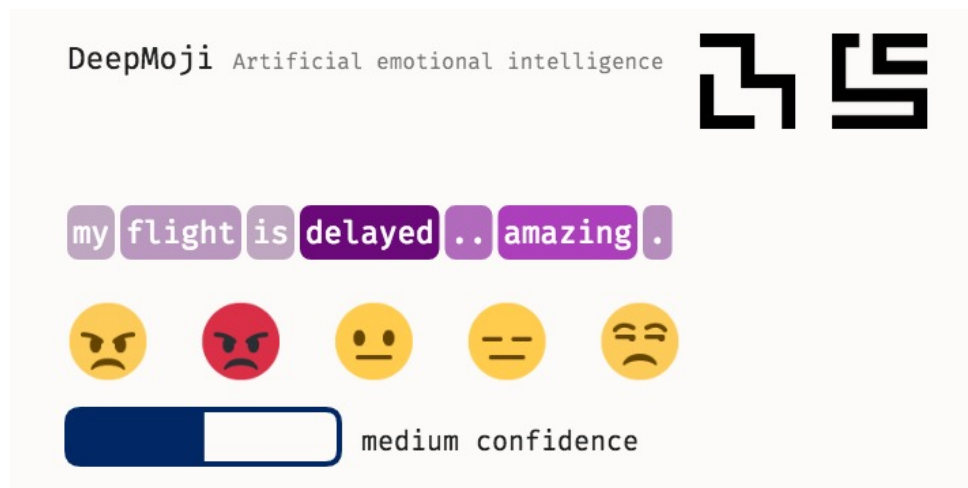 DeepMoji Artificial emotional intelligence
my flight is delayed .. amazing .
medium confidence